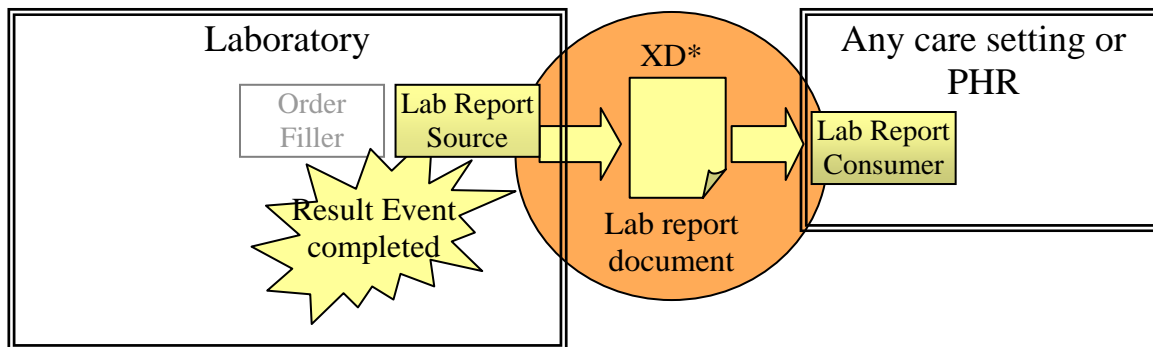 Laboratory
Order
Filler
Lab Report
Source
Result Event
completed
XD*
Lab report
document
Any care setting or
PHR
Lab Report
Consumer